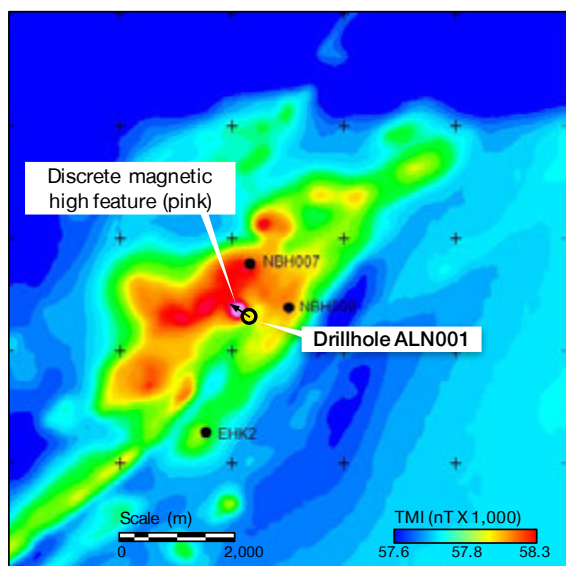 Discrete magnetic
high feature (pink)
NBH007
Drillhole ALN001
EHK2
Scale (m)
0 2,000
TMI (nT X 1,000)
57.6 57.8 58.3